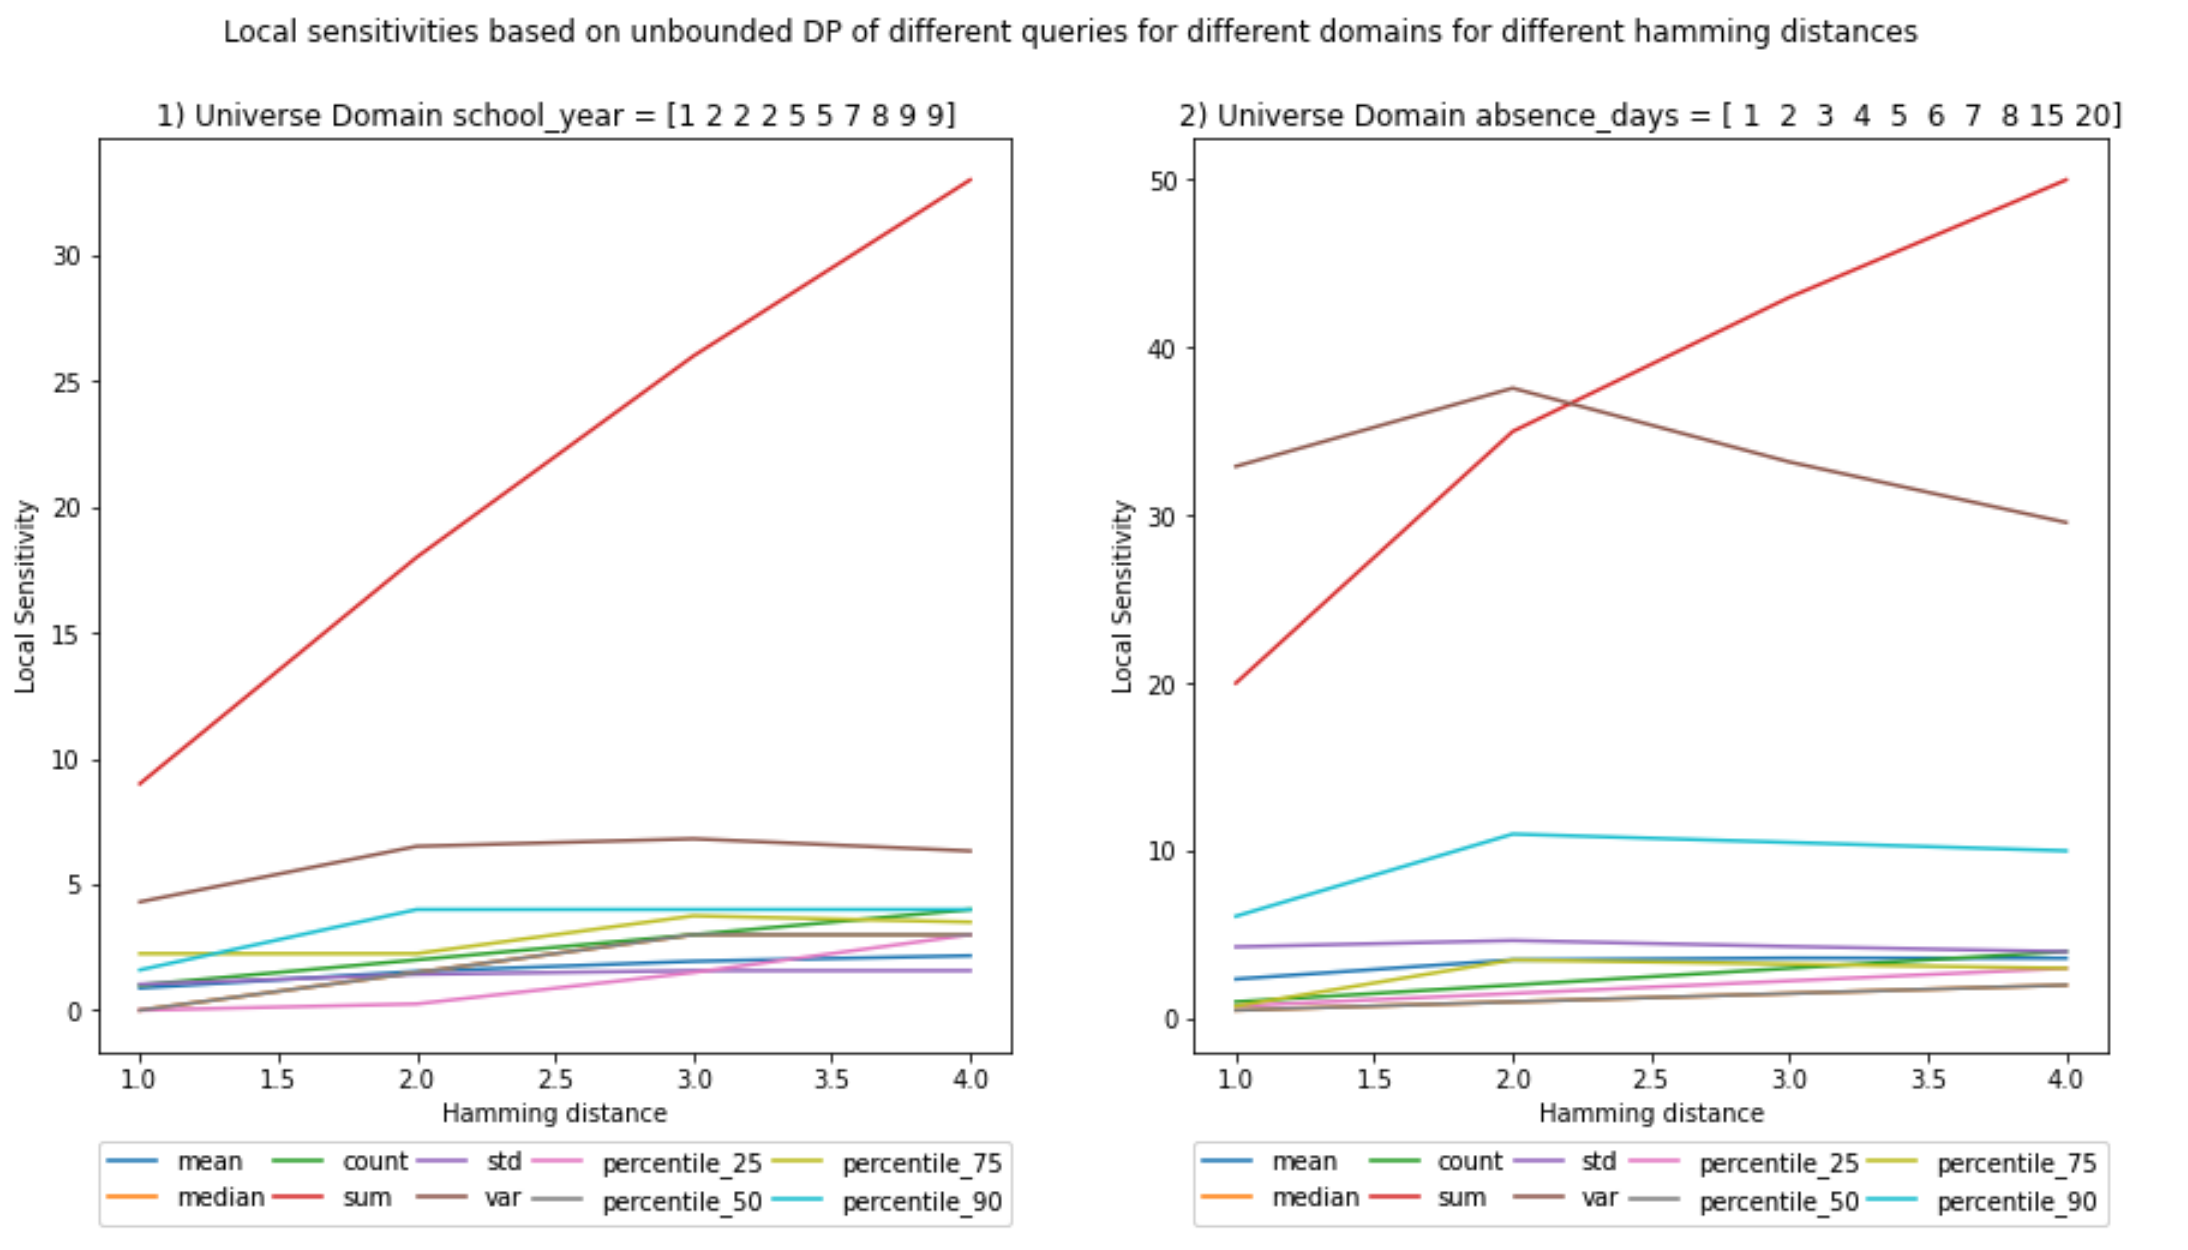 Local sensitivities based on unbounded DP of different queries for different domains for different hamming distances
1) Universe Domain school_year = [1 2 2 2 5 5 7 8 9 9]
30
25
20
15
10
5
0
Local Sensitivity
1.0 1.5 2.0 2.5 3.0 3.5 4.0
Hamming distance
mean count std percentile_25 percentile_75
median sum var percentile_50 percentile_90
2) Universe Domain absence_days = [ 1 2 3 4 5 6 7 8 15 20]
50
40
30
20
10
0
Local Sensitivity
1.0 1.5 2.0 2.5 3.0 3.5 4.0
Hamming distance
mean count std percentile_25 percentile_75
median sum var percentile_50 percentile_90